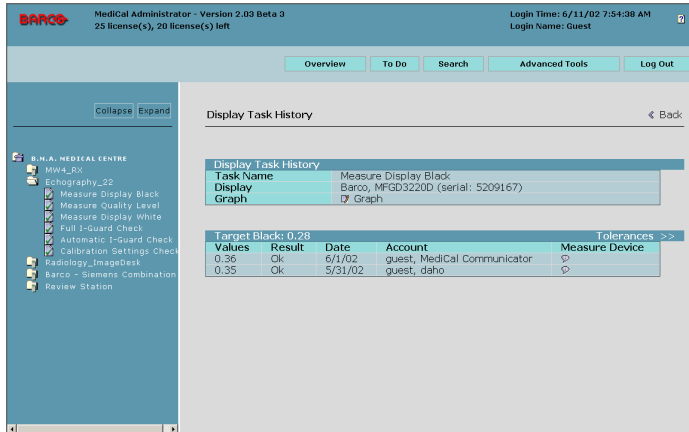 BARCO
MediCal Administrator - Version 2.03 Beta 3
25 license(s), 20 license(s) left
Login Time: 6/11/02 7:54:38 AM
Login Name: Guest
?
Overview To Do Search Advanced Tools Log Out
Collapse Expand
Display Task History
« Back
B.M.A. MEDICAL CENTRE
MW4_RX
Echography_22
Measure Display Black
Measure Quality Level
Measure Display White
Full I-Guard Check
Automatic I-Guard Check
Calibration Settings Check
Radiology_ImageDesk
Barco - Siemens Combination
Review Station
Display Task History
Task Name Measure Display Black
Display Barco, MFGD3220D (serial: 5209167)
Graph Graph
Target Black: 0.28 Tolerances >>
Values Result Date Account Measure Device
0.36 Ok 6/1/02 guest, MediCal Communicator
0.35 Ok 5/31/02 guest, daho